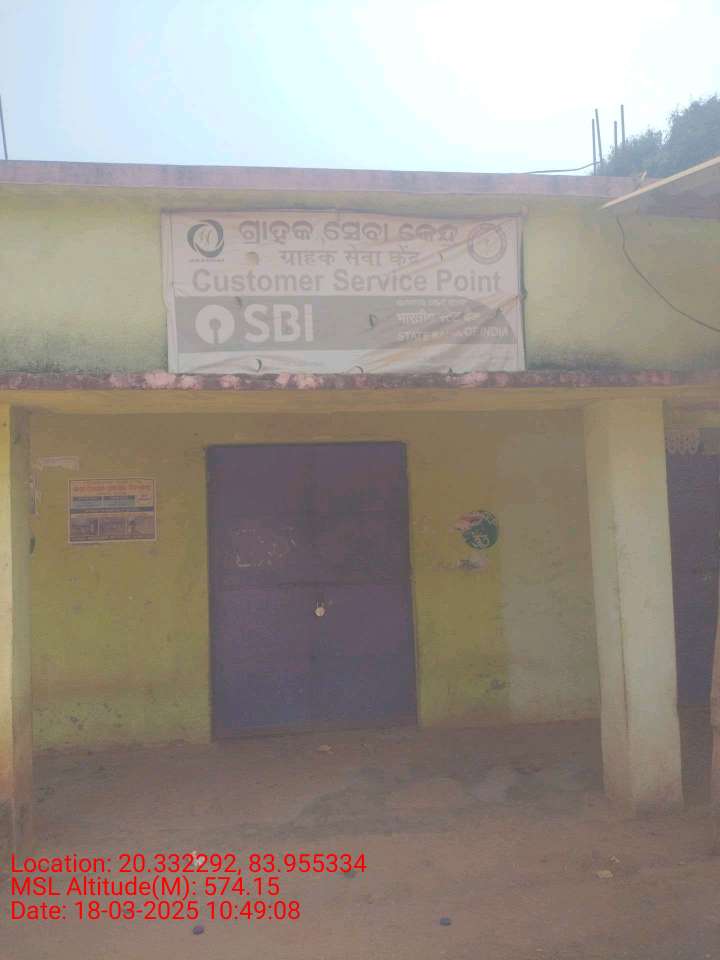 ଗ୍ରାହକ ସେବା କେନ୍ଦ୍ର
ग्राहक सेवा केंद्र
Customer Service Point
SBI
भारतीय स्टेट बैंक
STATE BANK OF INDIA
Location: 20.332292, 83.955334
MSL Altitude(M): 574.15
Date: 18-03-2025 10:49:08